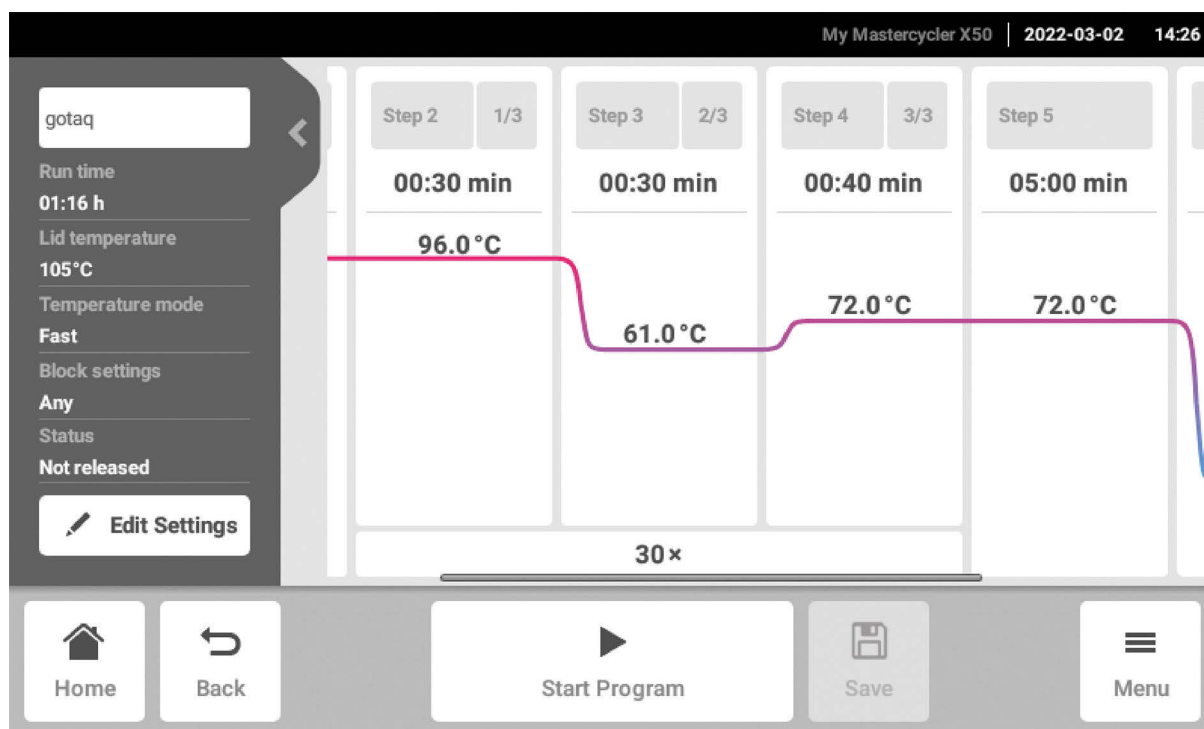 My Mastercycler X50 | 2022-03-02 14:26
gotaq
Run time
01:16 h
Lid temperature
105°C
Temperature mode
Fast
Block settings
Any
Status
Not released
Edit Settings
Step 2 1/3
00:30 min
96.0°C
Step 3 2/3
00:30 min
61.0°C
Step 4 3/3
00:40 min
72.0°C
Step 5
05:00 min
72.0°C
30×
Home
Back
Start Program
Save
Menu